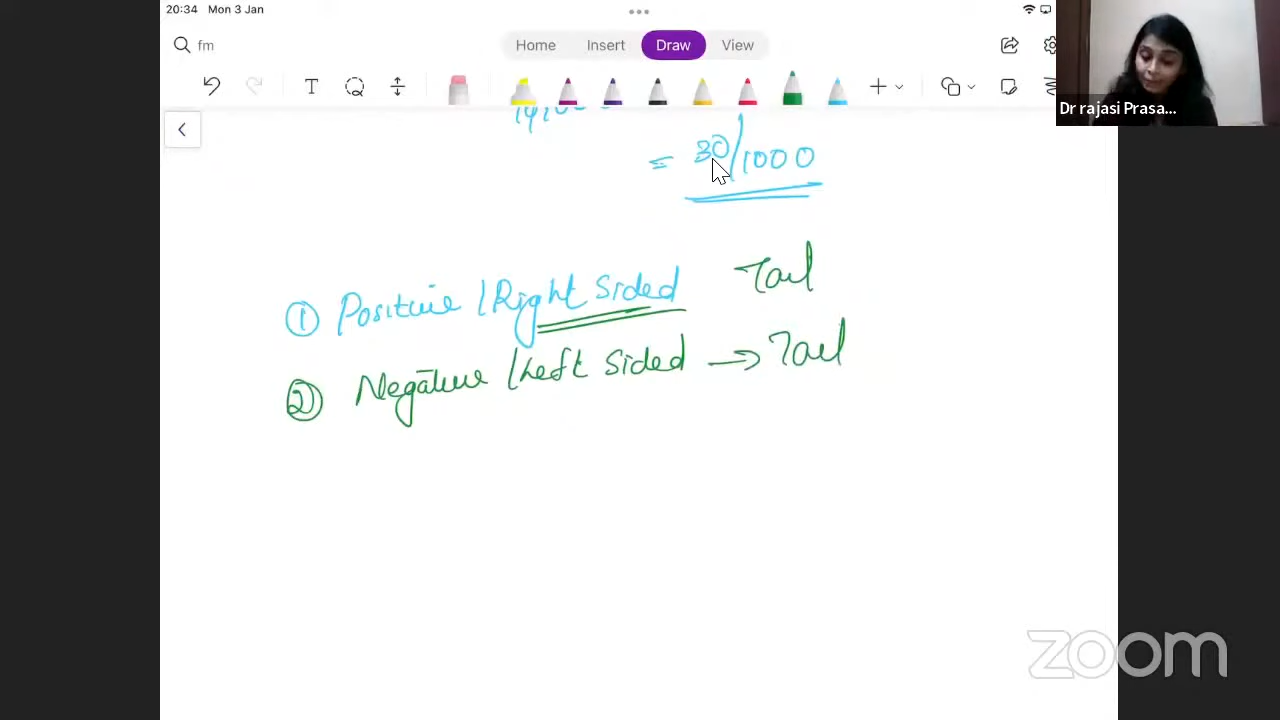 20:34 Mon 3 Jan
fm
Home Insert Draw View
Dr rajasi Prasa...
= 30/1000
① Positive / Right Sided Tail
② Negative / Left Sided → Tail
zoom